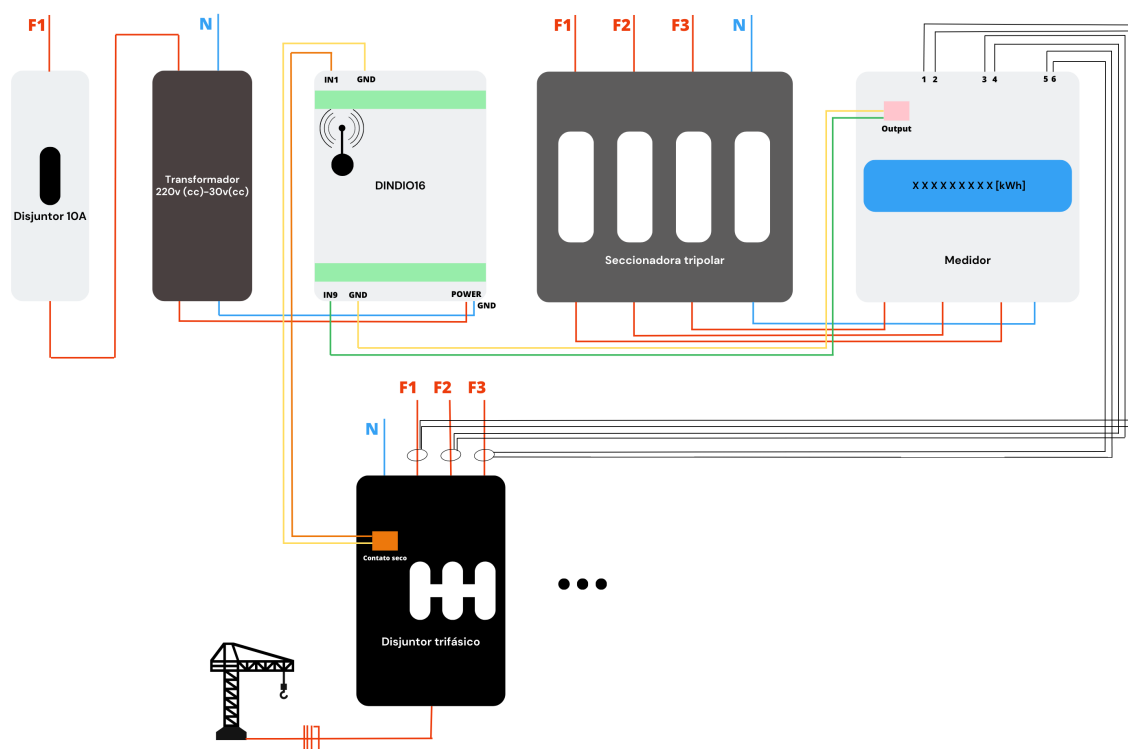 F1
N
F1
F2
F3
N
IN1
GND
1
2
3
4
5
6
Output
Transformador
220v (cc)-30v(cc)
DINDIO16
X X X X X X X X X [kWh]
Disjuntor 10A
Seccionadora tripolar
Medidor
IN9
GND
POWER
GND
F1
F2
F3
N
Contato seco
Disjuntor trifásico